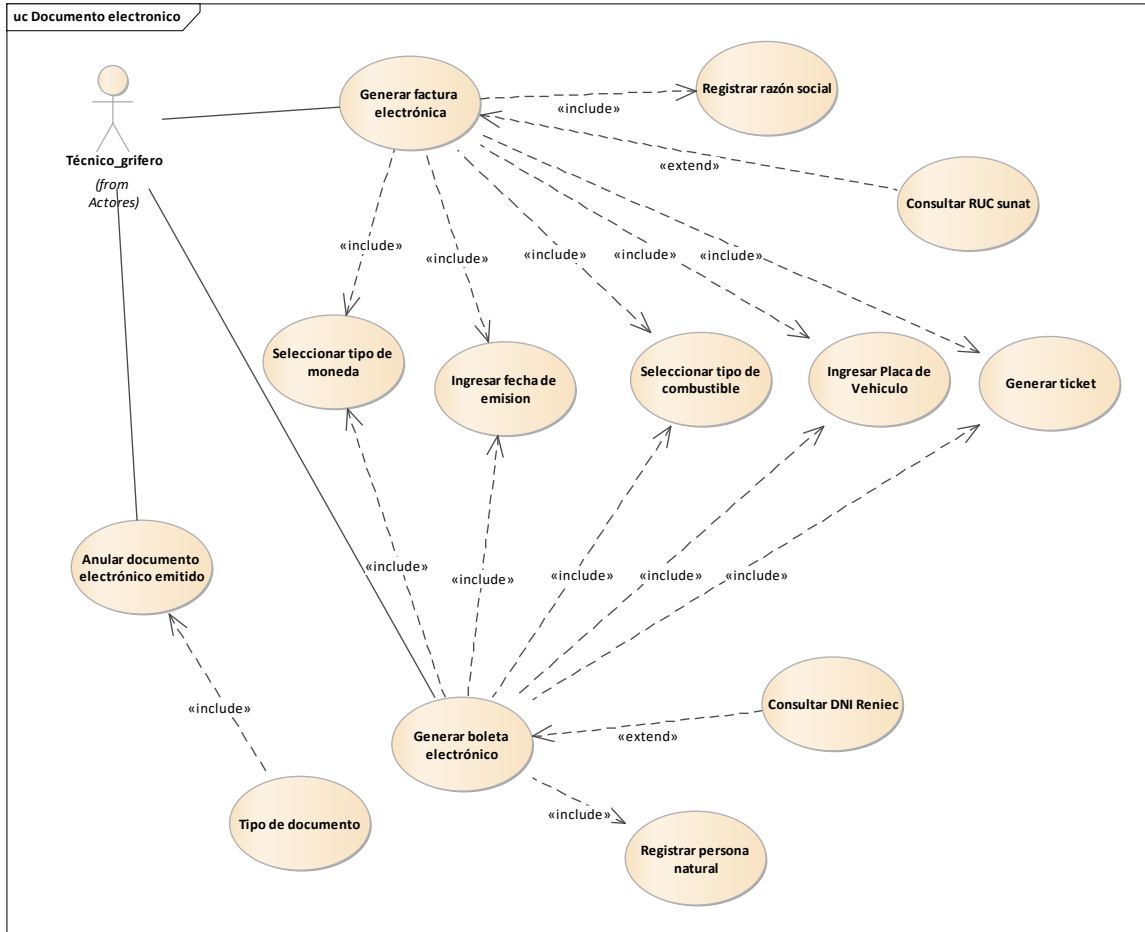 uc Documento electronico
Técnico_grifero
(from
Actores)
Generar factura
electrónica
Registrar razón social
«include»
«extend»
Consultar RUC sunat
«include»
«include»
«include»
«include»
«include»
Seleccionar tipo de
moneda
Ingresar fecha de
emision
Seleccionar tipo de
combustible
Ingresar Placa de
Vehiculo
Generar ticket
Anular documento
electrónico emitido
«include»
«include»
«include»
«include»
«include»
«include»
Generar boleta
electrónico
«extend»
Consultar DNI Reniec
Tipo de documento
«include»
Registrar persona
natural